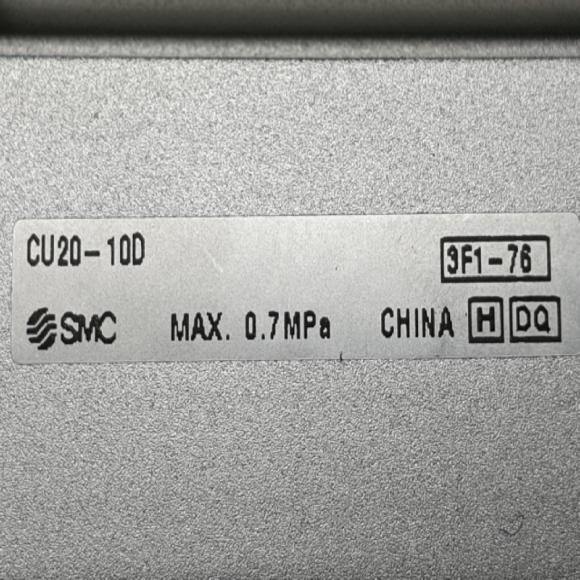 CU20-10D 3F1-76
SMC MAX. 0.7MPa CHINA H DQ